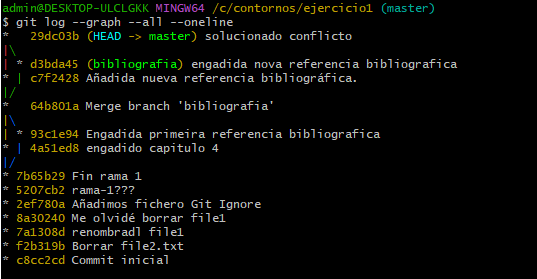 admin@DESKTOP-ULCLGKK MINGW64 /c/contornos/ejercicio1 (master)
$ git log --graph --all --oneline
*   29dc03b (HEAD -> master) solucionado conflicto
|\
| * d3bda45 (bibliografia) engadida nova referencia bibliografica
* | c7f2428 Añadida nueva referencia bibliográfica.
|/
*   64b801a Merge branch 'bibliografia'
|\
| * 93c1e94 Engadida primeira referencia bibliografica
* | 4a51ed8 engadido capitulo 4
|/
* 7b65b29 Fin rama 1
* 5207cb2 rama-1???
* 2ef780a Añadimos fichero Git Ignore
* 8a30240 Me olvidé borrar file1
* 7a1308d renombradl file1
* f2b319b Borrar file2.txt
* c8cc2cd Commit inicial